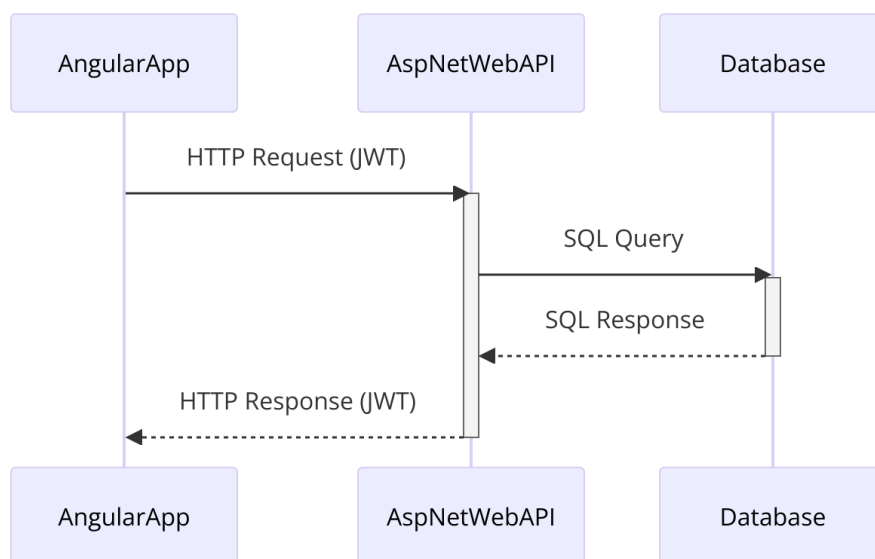 AngularApp
AspNetWebAPI
Database
HTTP Request (JWT)
SQL Query
SQL Response
HTTP Response (JWT)
AngularApp
AspNetWebAPI
Database